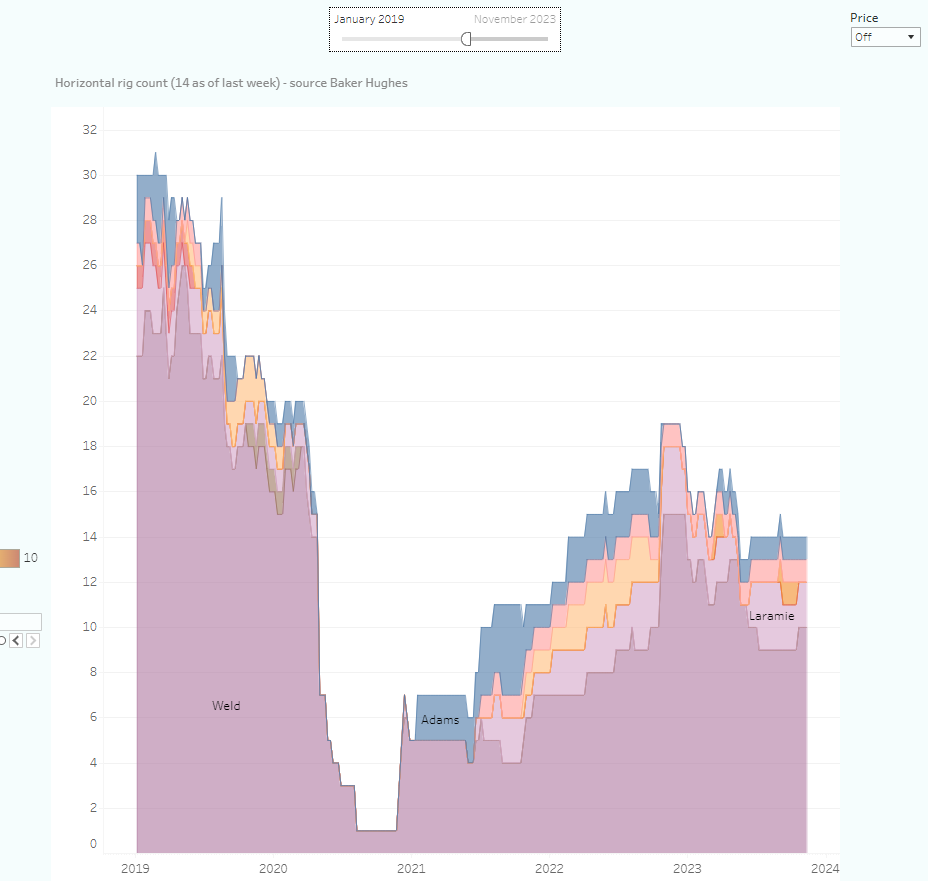 January 2019 November 2023
Price
Off
Horizontal rig count (14 as of last week) - source Baker Hughes
32
30
28
26
24
22
20
18
16
14
12
10
8
6
4
2
0
10
Weld
Adams
Laramie
2019 2020 2021 2022 2023 2024